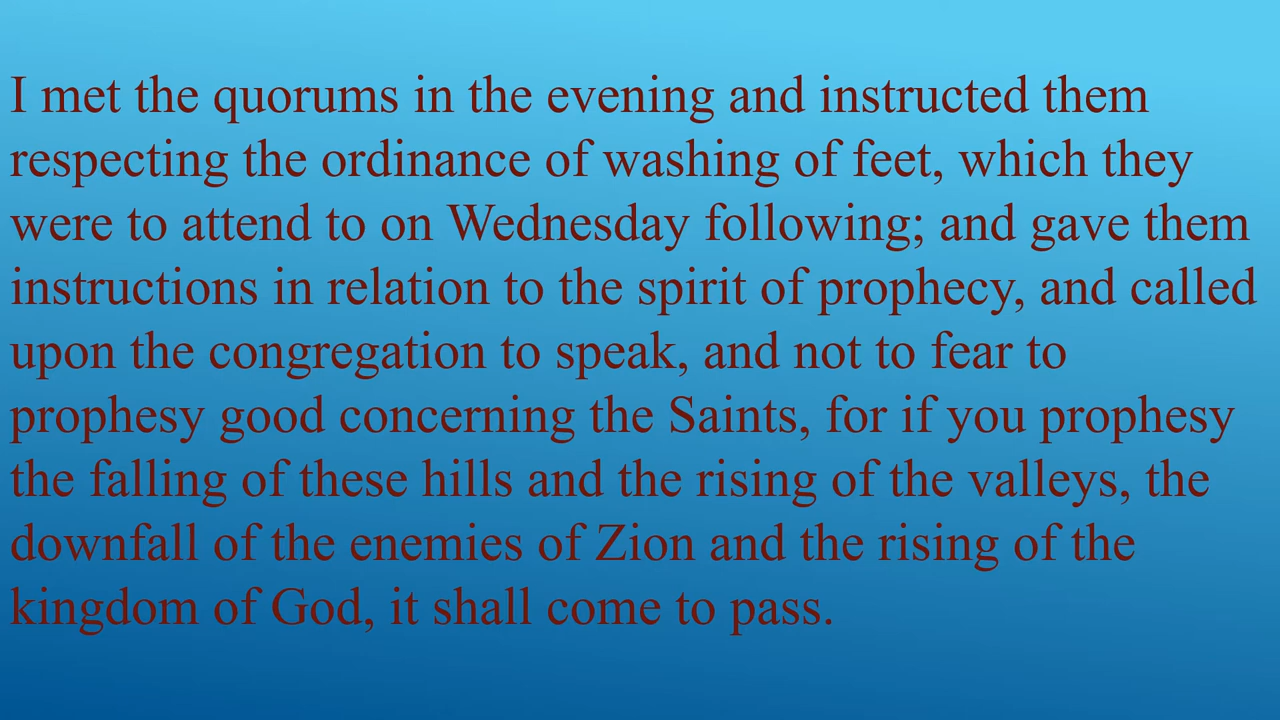 I met the quorums in the evening and instructed them
respecting the ordinance of washing of feet, which they
were to attend to on Wednesday following; and gave them
instructions in relation to the spirit of prophecy, and called
upon the congregation to speak, and not to fear to
prophesy good concerning the Saints, for if you prophesy
the falling of these hills and the rising of the valleys, the
downfall of the enemies of Zion and the rising of the
kingdom of God, it shall come to pass.